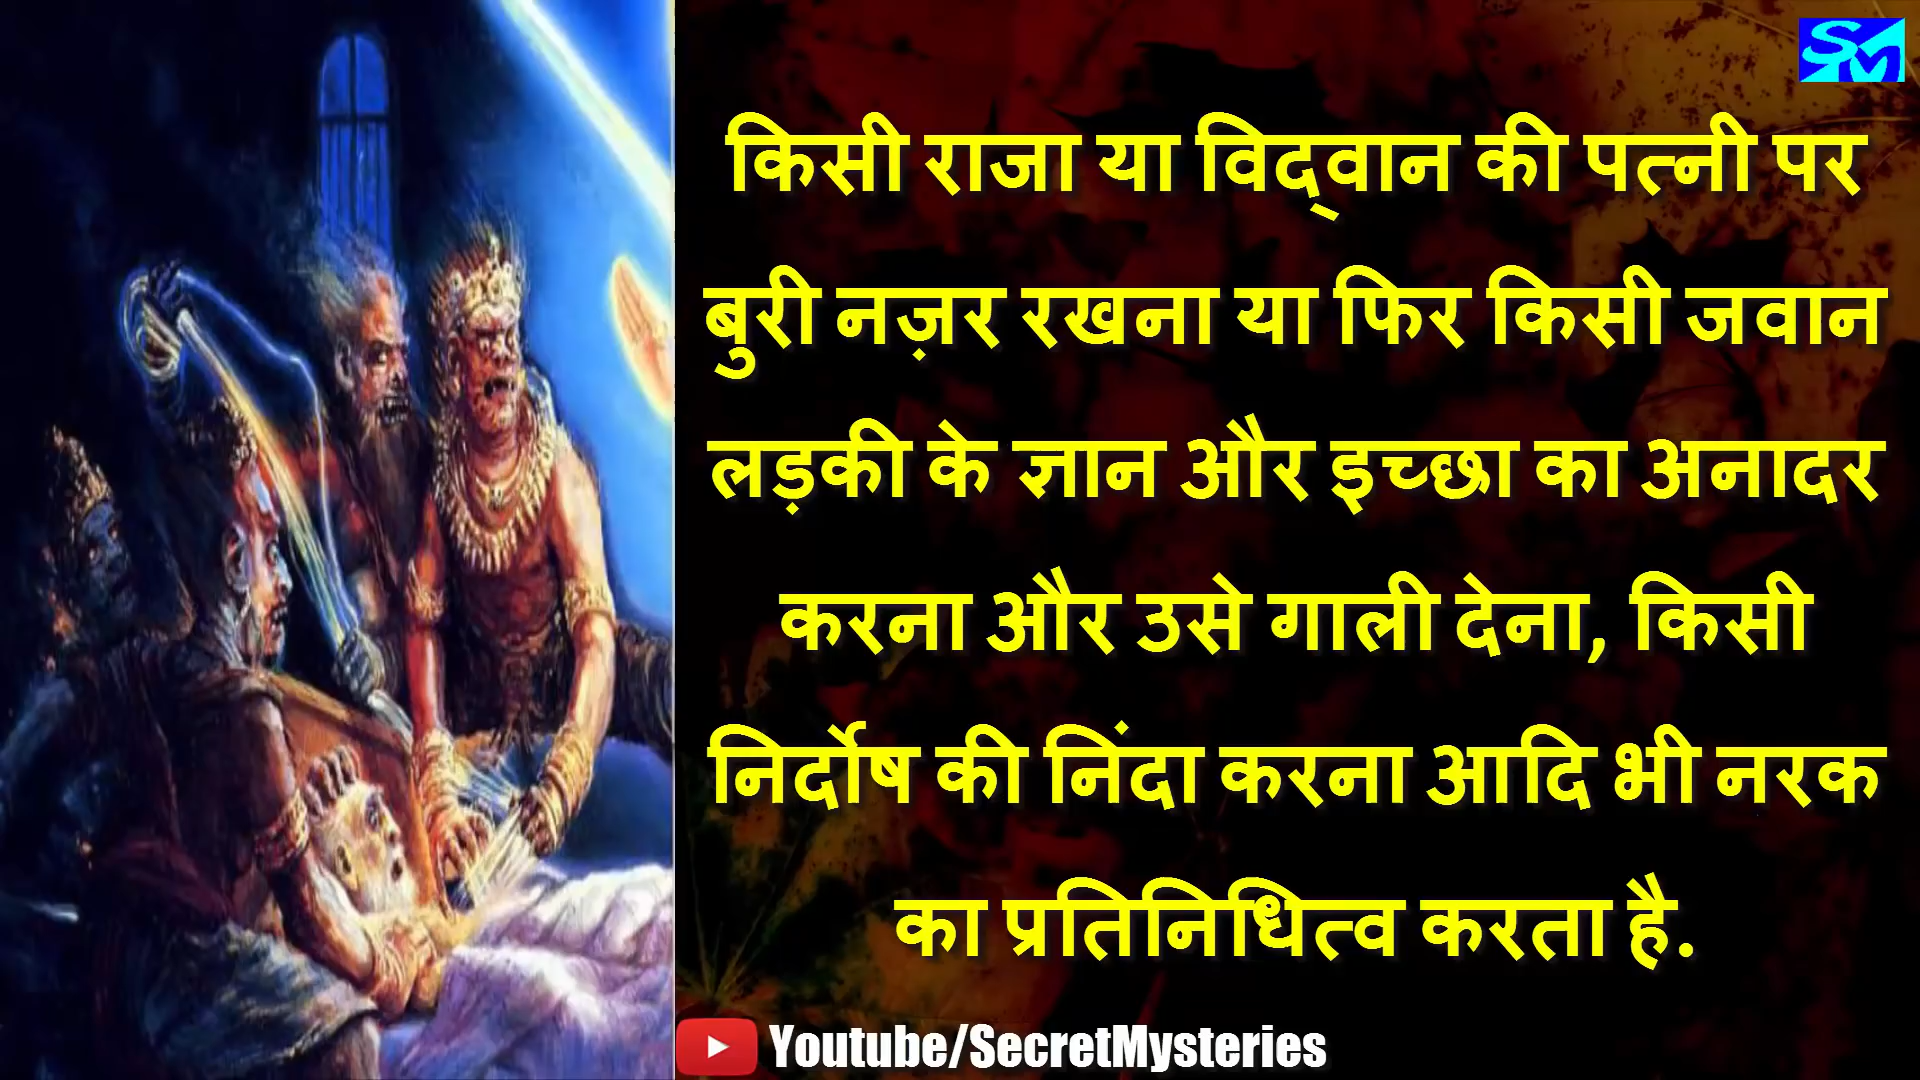 SM
किसी राजा या विद्वान की पत्नी पर
बुरी नज़र रखना या फिर किसी जवान
लड़की के ज्ञान और इच्छा का अनादर
करना और उसे गाली देना, किसी
निर्दोष की निंदा करना आदि भी नरक
का प्रतिनिधित्व करता है.
Youtube/SecretMysteries